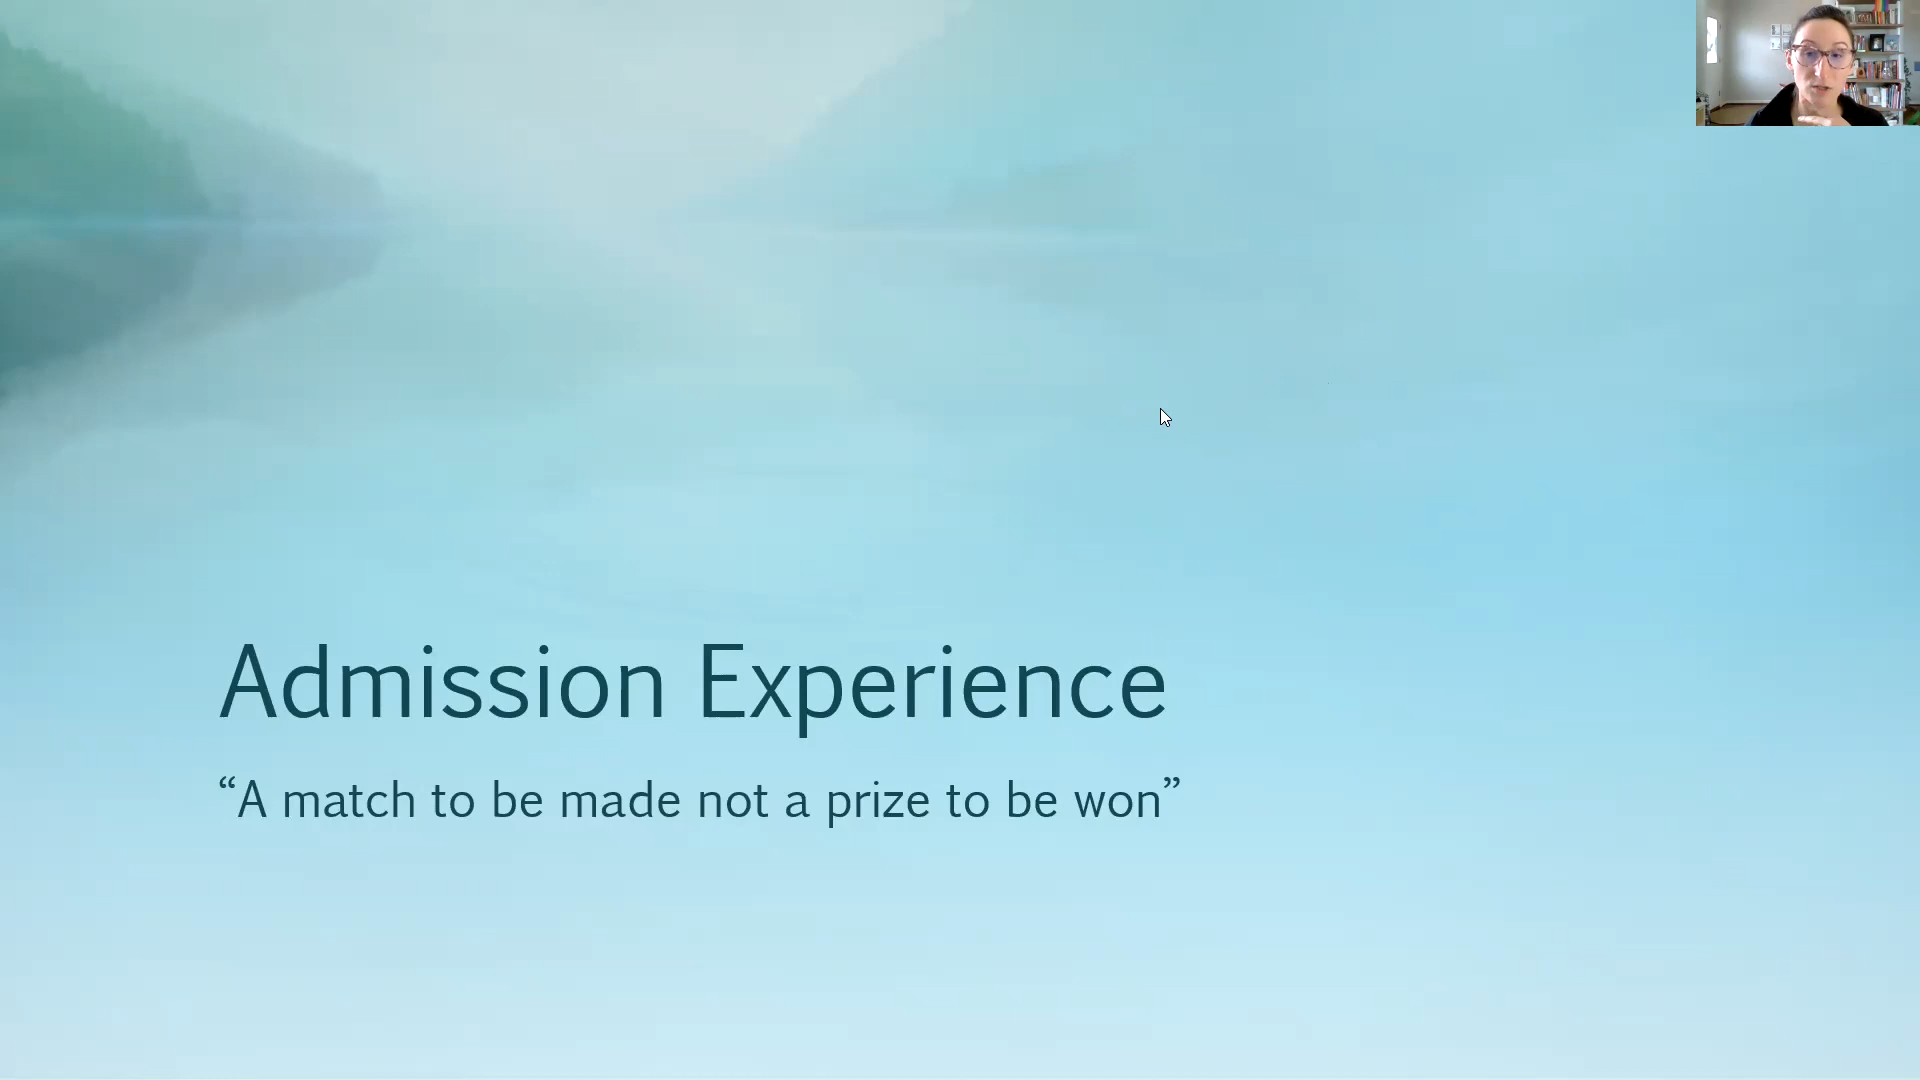 Admission Experience
“A match to be made not a prize to be won”